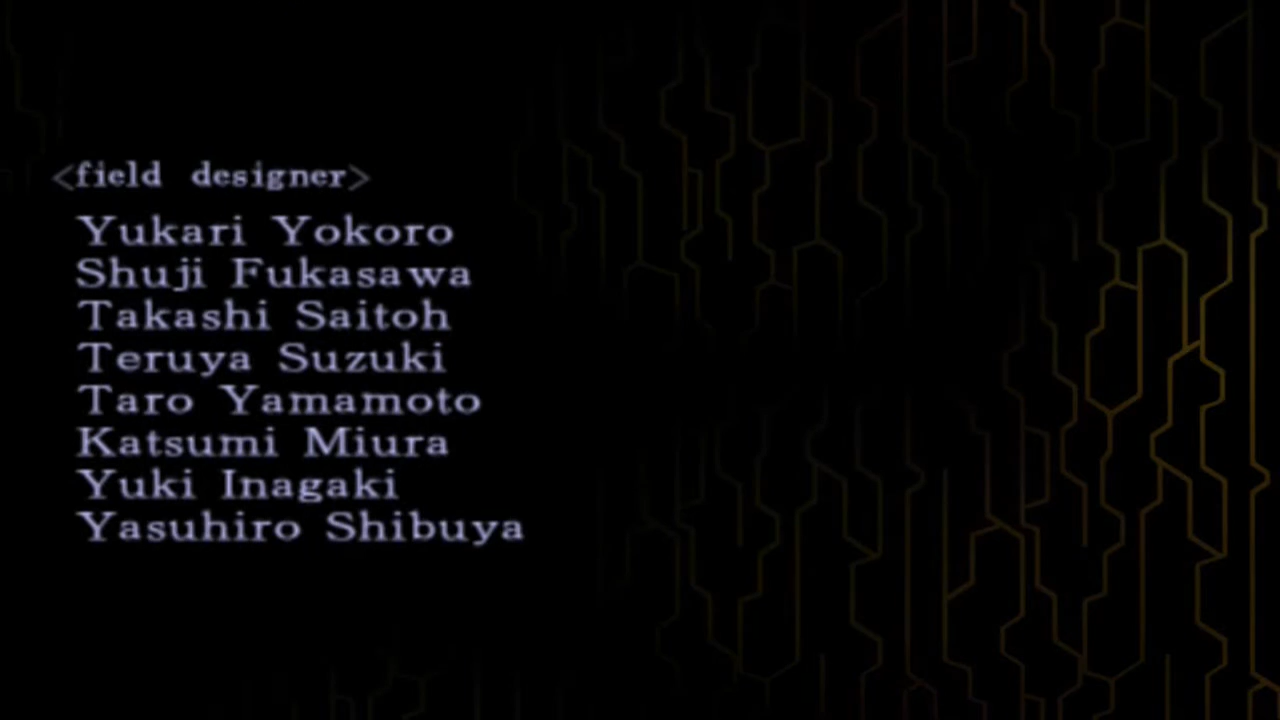 <field designer>
Yukari Yokoro
Shuji Fukasawa
Takashi Saitoh
Teruya Suzuki
Taro Yamamoto
Katsumi Miura
Yuki Inagaki
Yasuhiro Shibuya